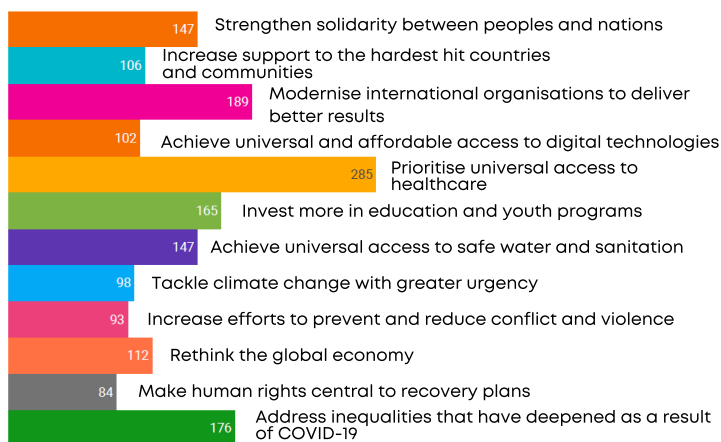 147 Strengthen solidarity between peoples and nations
106 Increase support to the hardest hit countries
and communities
189 Modernise international organisations to deliver
better results
102 Achieve universal and affordable access to digital technologies
285 Prioritise universal access to
healthcare
165 Invest more in education and youth programs
147 Achieve universal access to safe water and sanitation
98 Tackle climate change with greater urgency
93 Increase efforts to prevent and reduce conflict and violence
112 Rethink the global economy
84 Make human rights central to recovery plans
176 Address inequalities that have deepened as a result
of COVID-19